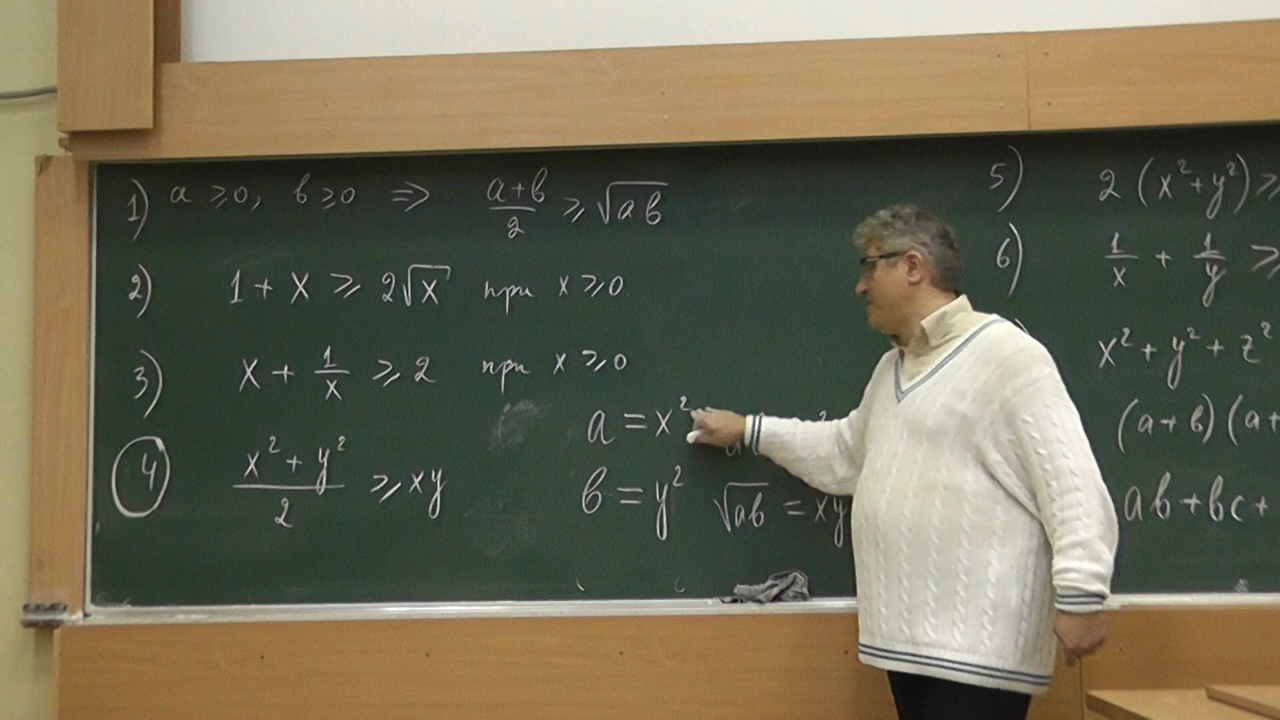 1) a ≥ 0, b ≥ 0 ⇒ (a+b)/2 ≥ √ab
2) 1 + x ≥ 2√x при x ≥ 0.
3) x + 1/x ≥ 2 при x ≥ 0
4) (x² + y²)/2 ≥ xy
a = x²
b = y² √ab = xy
5) 2 (x² + y²) ≥
6) 1/x + 1/y ≥
x² + y² + z²
(a + b) (a +
ab + bc +